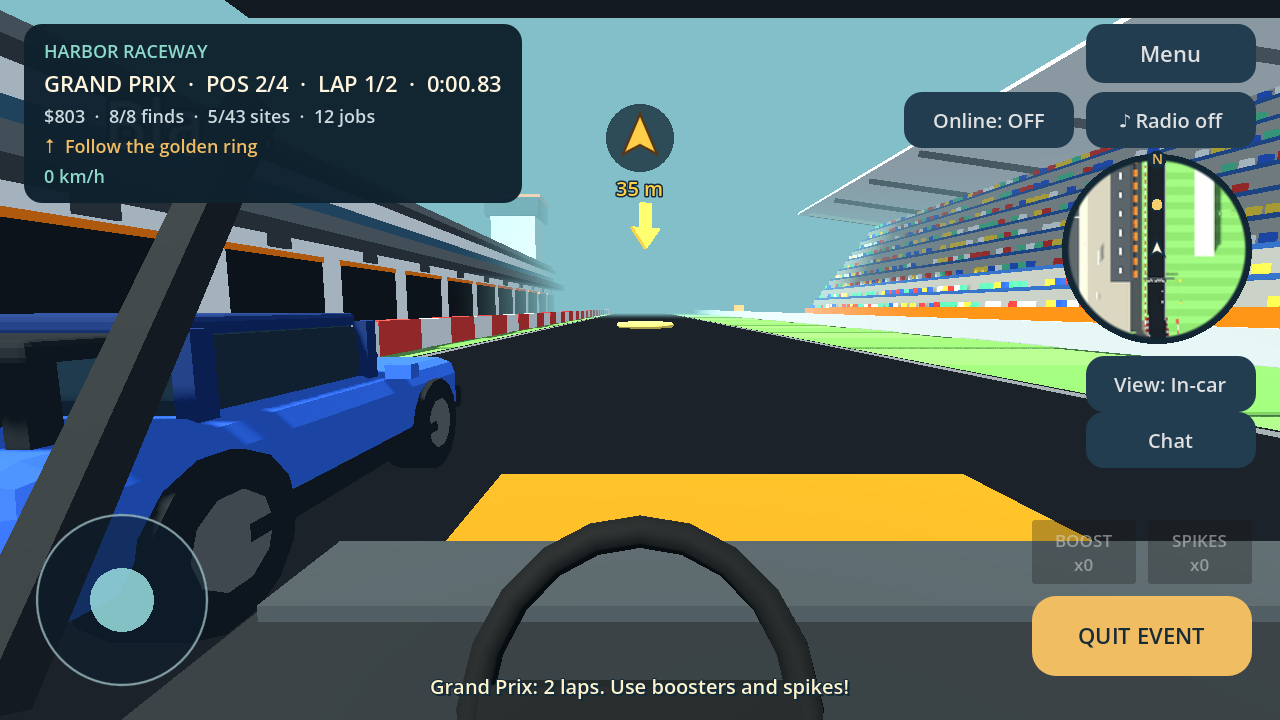 HARBOR RACEWAY
GRAND PRIX · POS 2/4 · LAP 1/2 · 0:00.83
$803 · 8/8 finds · 5/43 sites · 12 jobs
↑ Follow the golden ring
0 km/h
35 m
Menu
Online: OFF
♪ Radio off
N
View: In-car
Chat
BOOST
x0
SPIKES
x0
QUIT EVENT
Grand Prix: 2 laps. Use boosters and spikes!